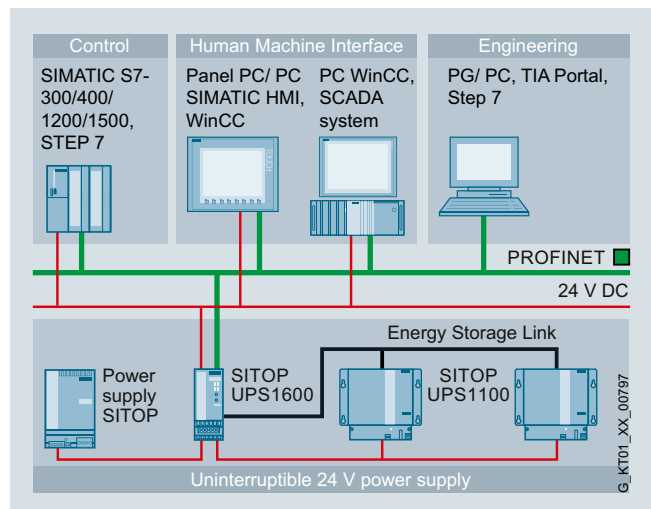 Control
SIMATIC S7-
300/400/
1200/1500,
STEP 7
Human Machine Interface
Panel PC/ PC
SIMATIC HMI,
WinCC
PC WinCC,
SCADA
system
Engineering
PG/ PC, TIA Portal,
Step 7
PROFINET
24 V DC
Energy Storage Link
Power
supply
SITOP
SITOP
UPS1600
SITOP
UPS1100
Uninterruptible 24 V power supply
G_KT01_XX_00797